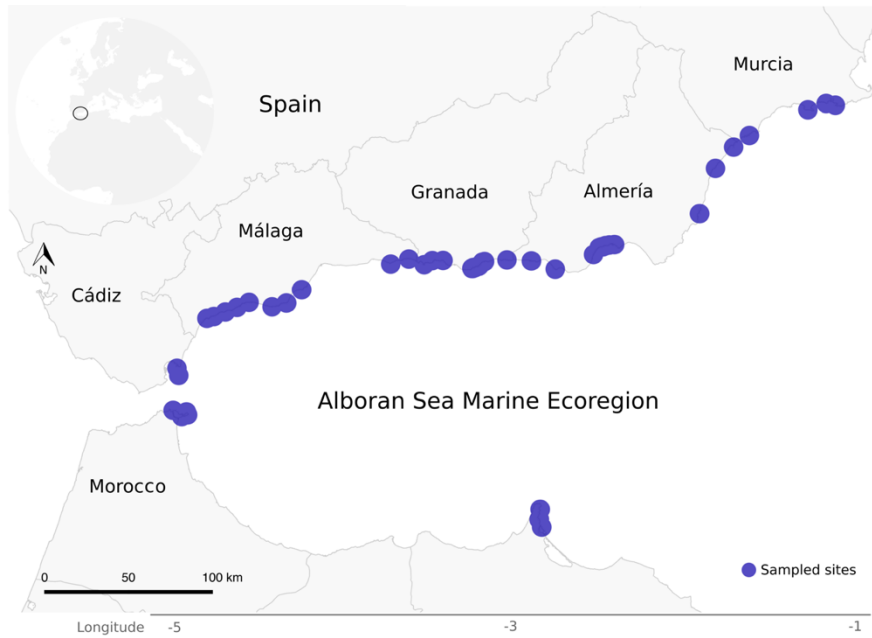 Murcia
Spain
Granada
Almería
Málaga
N
Cádiz
Alboran Sea Marine Ecoregion
Morocco
0 50 100 km
Sampled sites
Longitude -5 -3 -1